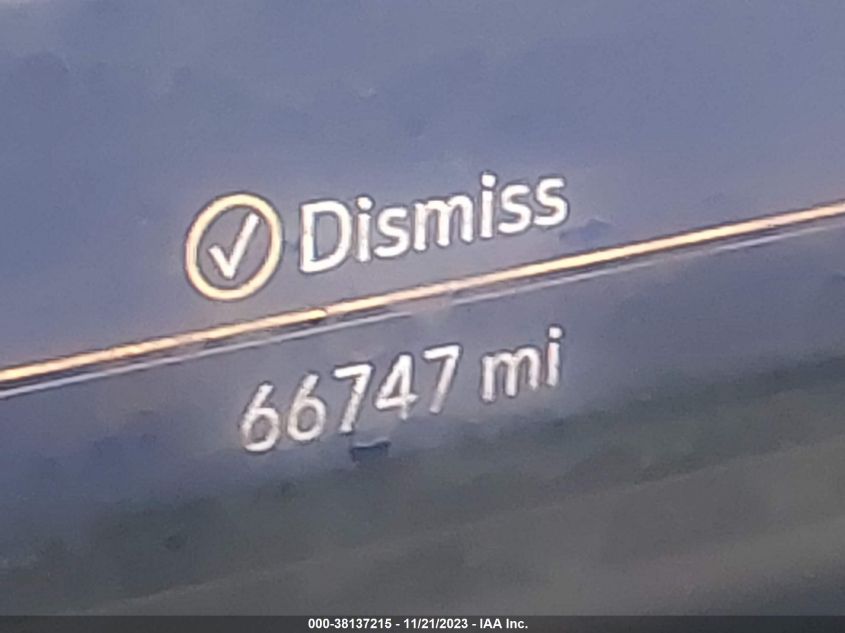 Dismiss
66747 mi
000-38137215 - 11/21/2023 - IAA Inc.